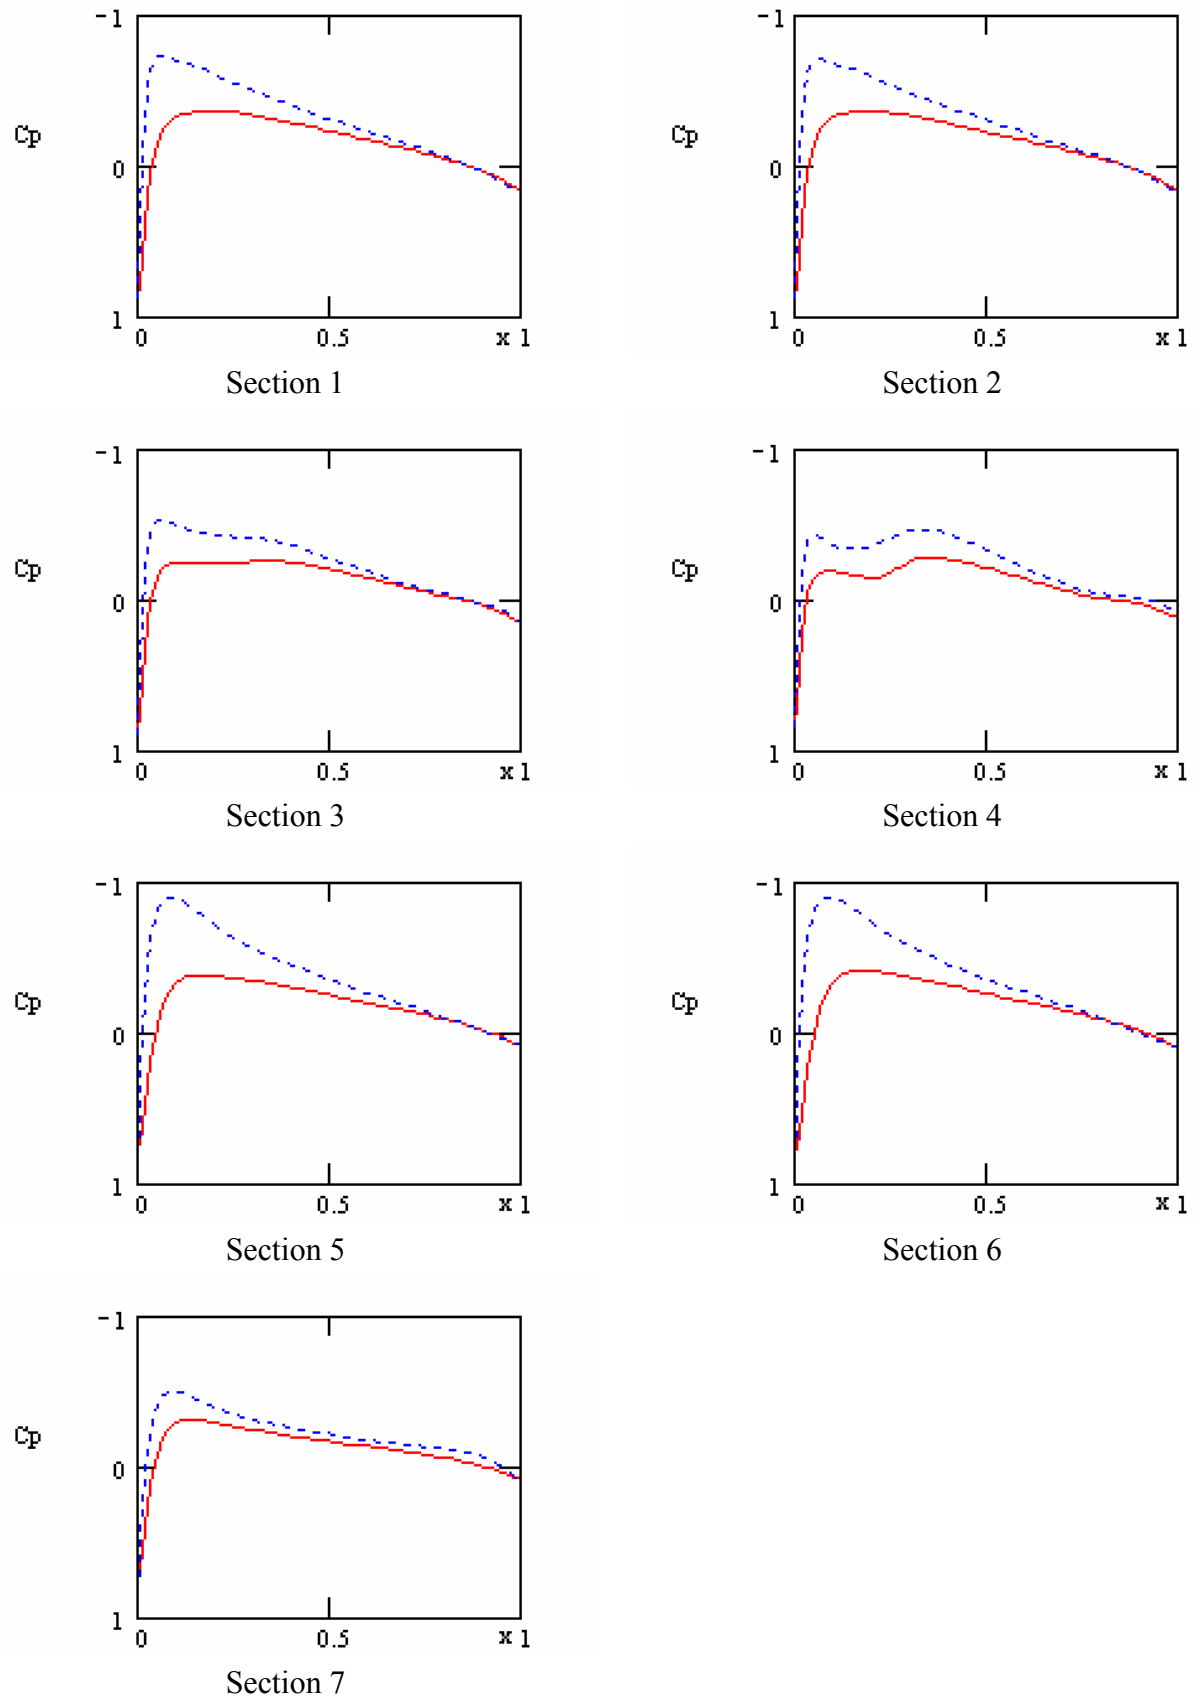 -1 -1
Cp Cp
0 0
1 1
0 0.5 x 1 0 0.5 x 1
Section 1 Section 2
-1 -1
Cp Cp
0 0
1 1
0 0.5 x 1 0 0.5 x 1
Section 3 Section 4
-1 -1
Cp Cp
0 0
1 1
0 0.5 x 1 0 0.5 x 1
Section 5 Section 6
-1
Cp
0
1
0 0.5 x 1
Section 7